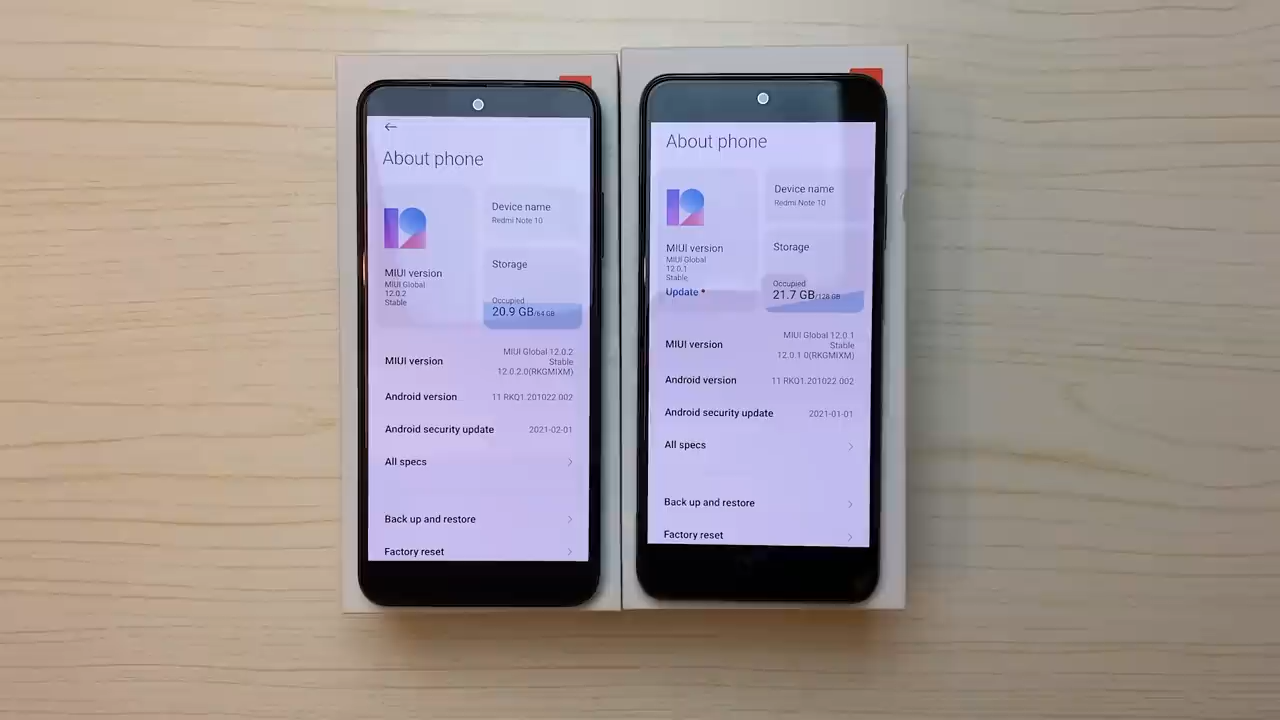 About phone
Device name
Redmi Note 10
MIUI version
MIUI Global
12.0.2
Stable
Storage
Occupied
20.9 GB/64 GB
MIUI version
MIUI Global 12.0.2
Stable
12.0.2.0(RKGMIXM)
Android version
11 RKQ1.201022.002
Android security update
2021-02-01
All specs
Back up and restore
Factory reset
About phone
Device name
Redmi Note 10
MIUI version
MIUI Global
12.0.1
Stable
Update
Storage
Occupied
21.7 GB/128 GB
MIUI version
MIUI Global 12.0.1
Stable
12.0.1.0(RKGMIXM)
Android version
11 RKQ1.201022.002
Android security update
2021-01-01
All specs
Back up and restore
Factory reset